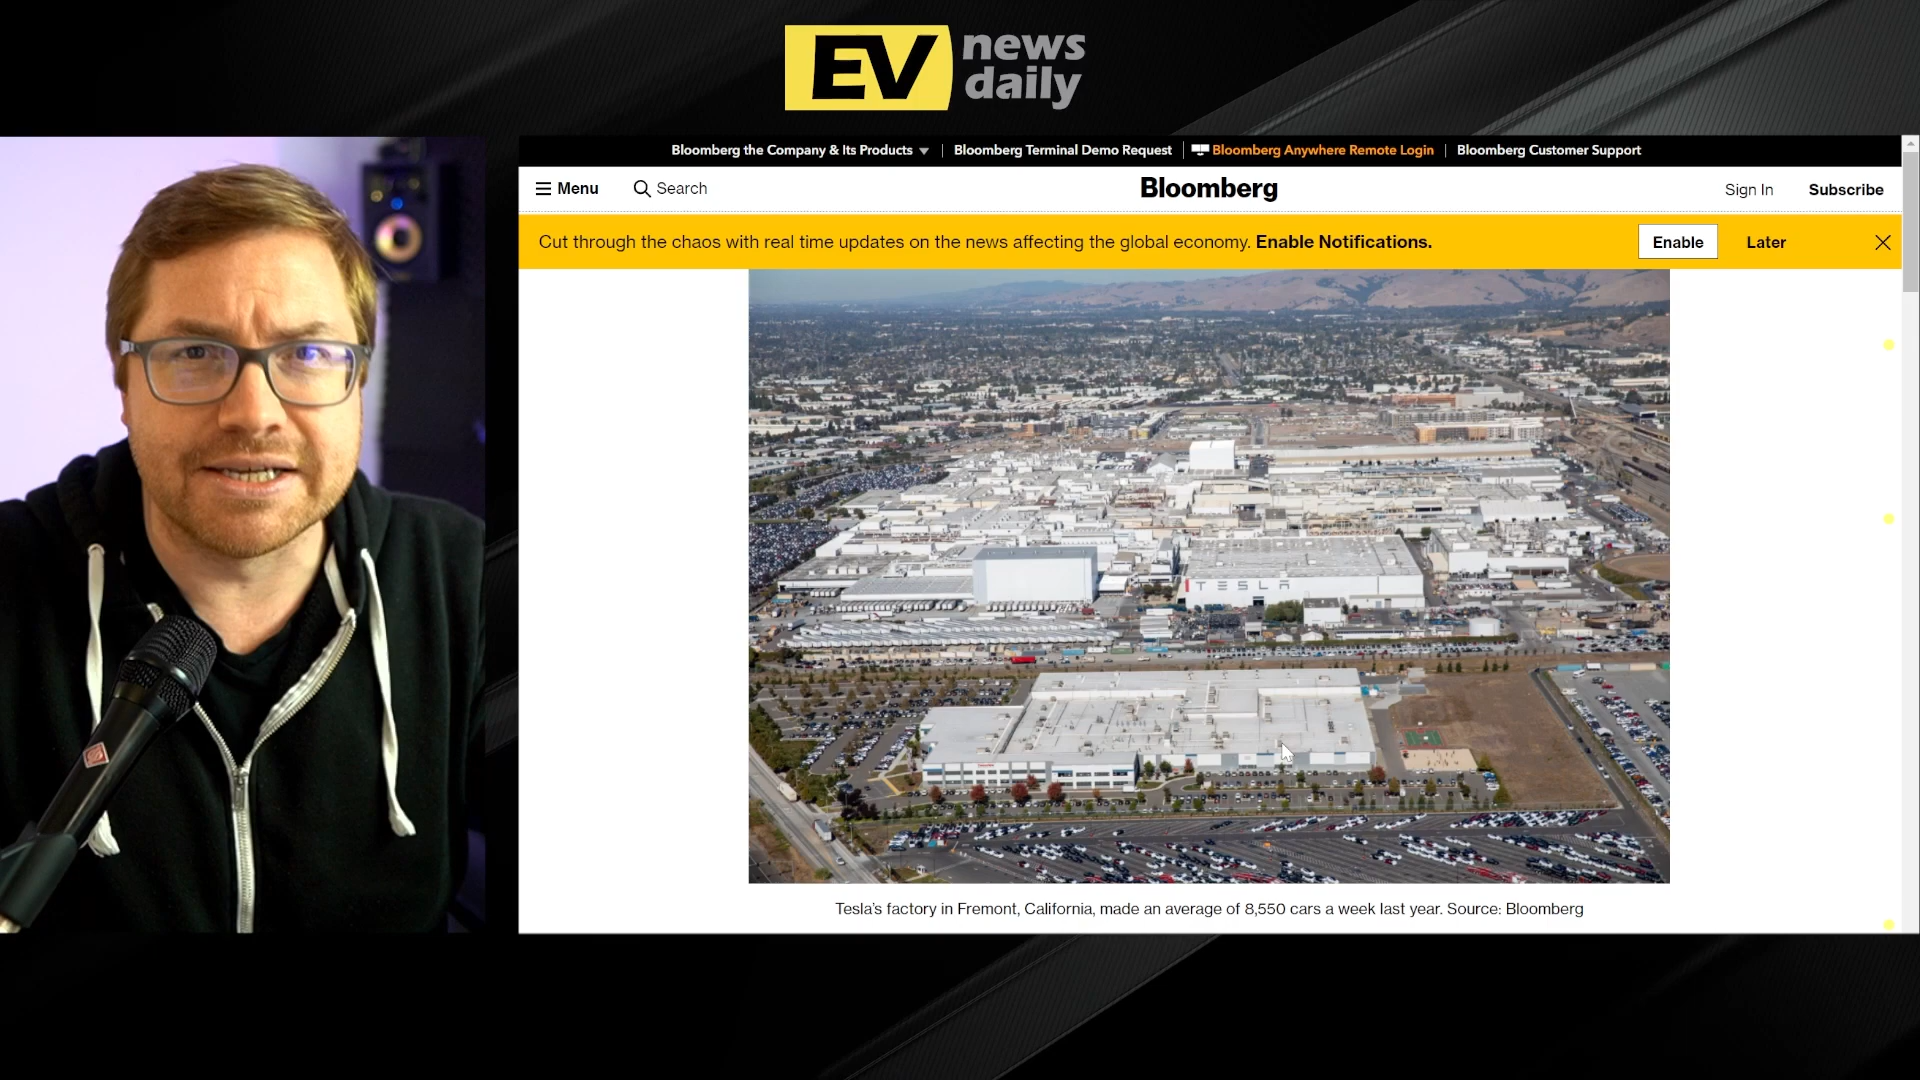 EV news
daily
Bloomberg the Company & Its Products
Bloomberg Terminal Demo Request
Bloomberg Anywhere Remote Login
Bloomberg Customer Support
Menu
Search
Bloomberg
Sign In
Subscribe
Cut through the chaos with real time updates on the news affecting the global economy. Enable Notifications.
Enable
Later
TESLA
Tesla's factory in Fremont, California, made an average of 8,550 cars a week last year. Source: Bloomberg